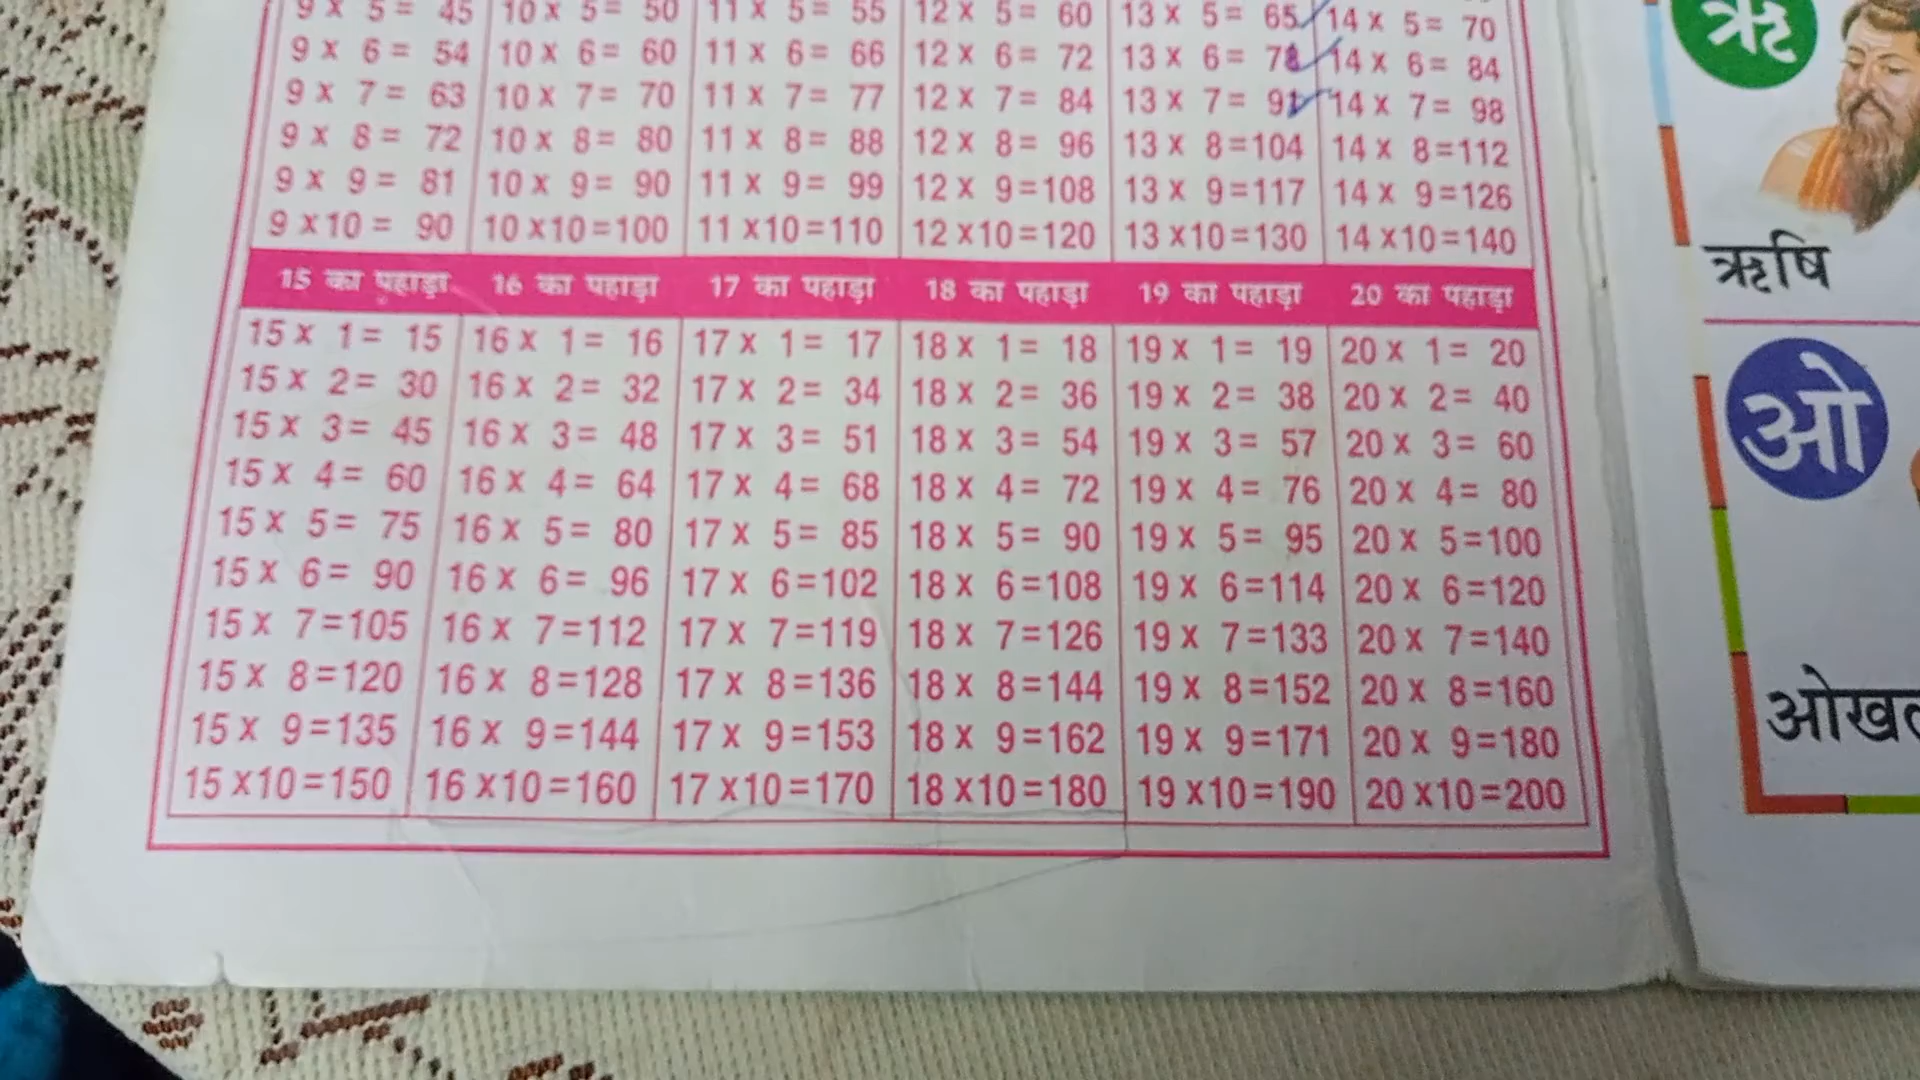 9 x 5 = 45 10 x 5 = 50 11 x 5 = 55 12 x 5 = 60 13 x 5 = 65 14 x 5 = 70
9 x 6 = 54 10 x 6 = 60 11 x 6 = 66 12 x 6 = 72 13 x 6 = 78 14 x 6 = 84
9 x 7 = 63 10 x 7 = 70 11 x 7 = 77 12 x 7 = 84 13 x 7 = 91 14 x 7 = 98
9 x 8 = 72 10 x 8 = 80 11 x 8 = 88 12 x 8 = 96 13 x 8 = 104 14 x 8 = 112
9 x 9 = 81 10 x 9 = 90 11 x 9 = 99 12 x 9 = 108 13 x 9 = 117 14 x 9 = 126
9 x 10 = 90 10 x 10 = 100 11 x 10 = 110 12 x 10 = 120 13 x 10 = 130 14 x 10 = 140
15 का पहाड़ा 16 का पहाड़ा 17 का पहाड़ा 18 का पहाड़ा 19 का पहाड़ा 20 का पहाड़ा
15 x 1 = 15 16 x 1 = 16 17 x 1 = 17 18 x 1 = 18 19 x 1 = 19 20 x 1 = 20
15 x 2 = 30 16 x 2 = 32 17 x 2 = 34 18 x 2 = 36 19 x 2 = 38 20 x 2 = 40
15 x 3 = 45 16 x 3 = 48 17 x 3 = 51 18 x 3 = 54 19 x 3 = 57 20 x 3 = 60
15 x 4 = 60 16 x 4 = 64 17 x 4 = 68 18 x 4 = 72 19 x 4 = 76 20 x 4 = 80
15 x 5 = 75 16 x 5 = 80 17 x 5 = 85 18 x 5 = 90 19 x 5 = 95 20 x 5 = 100
15 x 6 = 90 16 x 6 = 96 17 x 6 = 102 18 x 6 = 108 19 x 6 = 114 20 x 6 = 120
15 x 7 = 105 16 x 7 = 112 17 x 7 = 119 18 x 7 = 126 19 x 7 = 133 20 x 7 = 140
15 x 8 = 120 16 x 8 = 128 17 x 8 = 136 18 x 8 = 144 19 x 8 = 152 20 x 8 = 160
15 x 9 = 135 16 x 9 = 144 17 x 9 = 153 18 x 9 = 162 19 x 9 = 171 20 x 9 = 180
15 x 10 = 150 16 x 10 = 160 17 x 10 = 170 18 x 10 = 180 19 x 10 = 190 20 x 10 = 200
ऋ
ऋषि
ओ